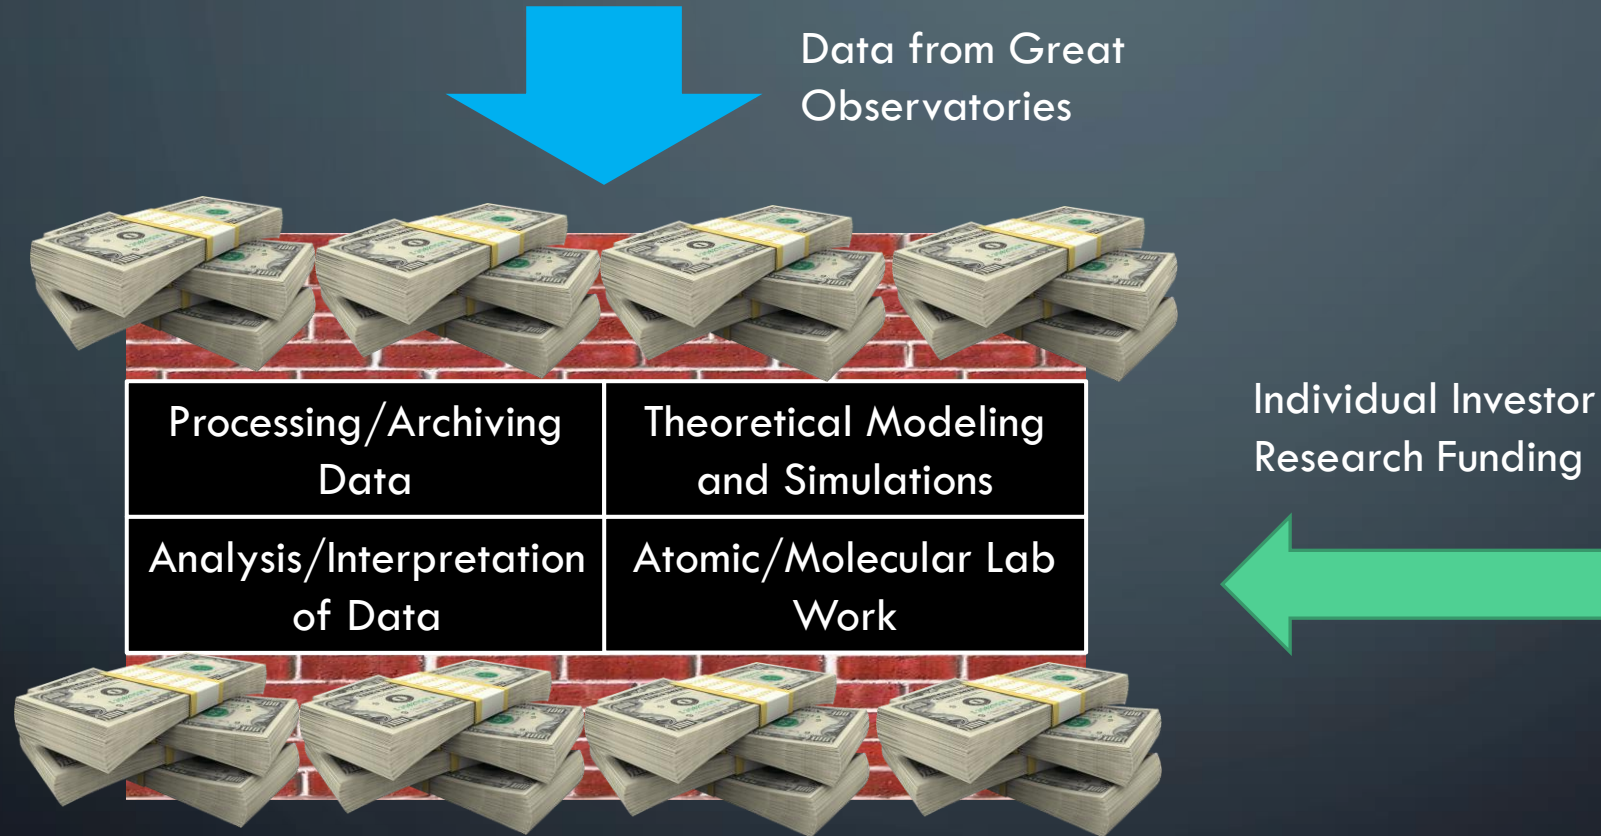 Data from Great
Observatories
Processing/Archiving
Data
Theoretical Modeling
and Simulations
Individual Investor
Research Funding
Analysis/Interpretation
of Data
Atomic/Molecular Lab
Work